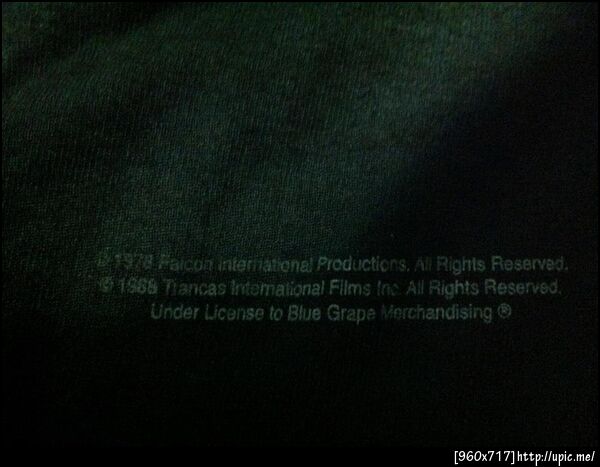 © 1978 Falcon International Productions. All Rights Reserved.
© 1988 Trancas International Films Inc. All Rights Reserved.
Under License to Blue Grape Merchandising ®
[960x717]http://upic.me/